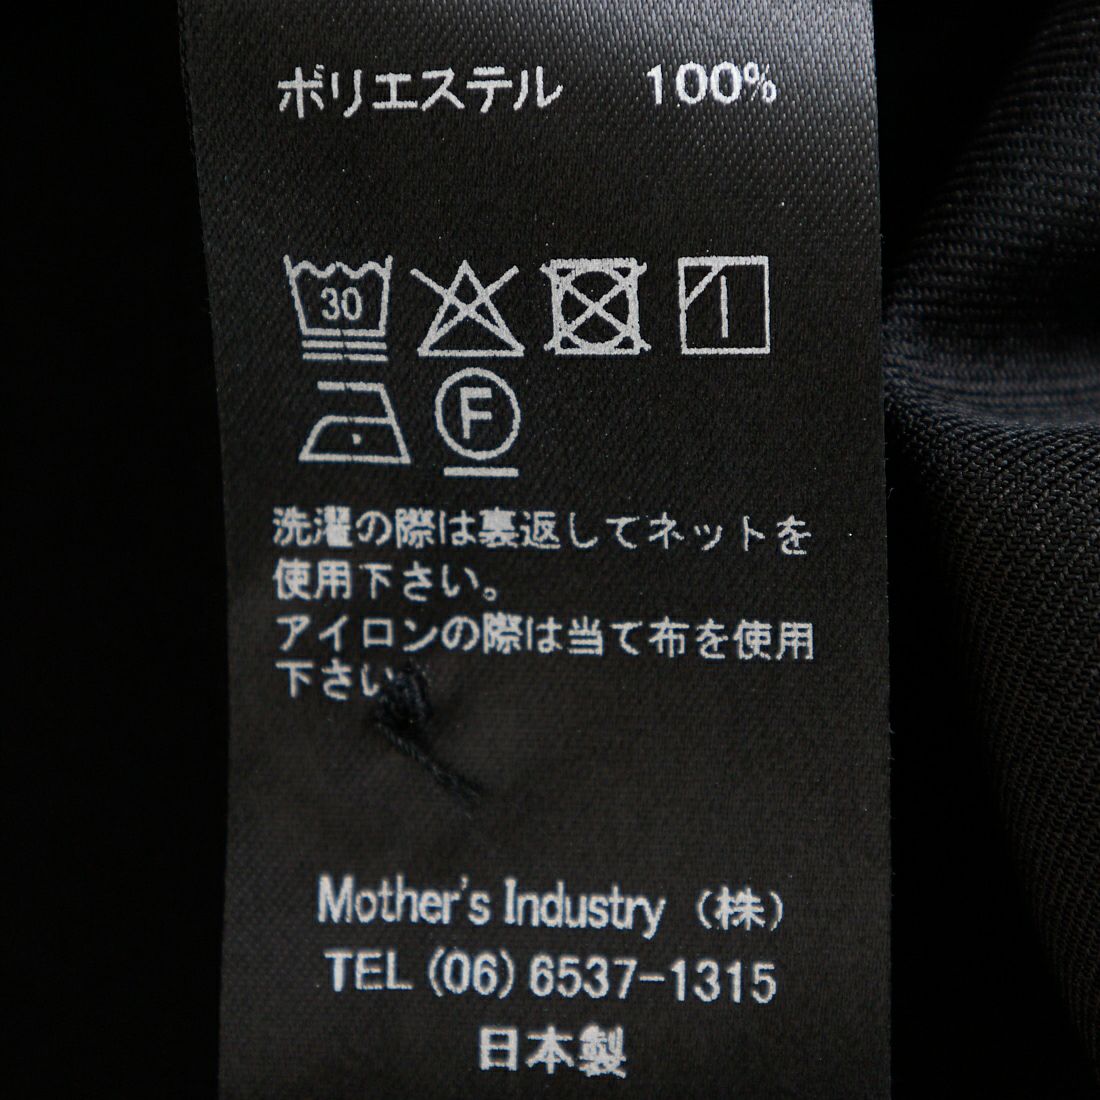 ポリエステル 100%
30
F
洗濯の際は裏返してネットを
使用下さい。
アイロンの際は当て布を使用
下さい
Mother's Industry (株)
TEL (06) 6537-1315
日本製